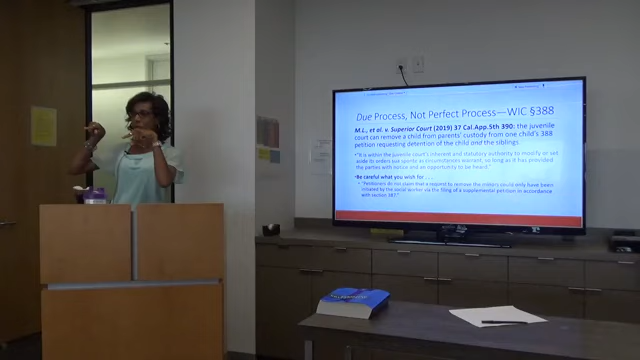 Due Process, Not Perfect Process—WIC §388
M.L., et al. v. Superior Court (2019) 37 Cal.App.5th 390: the juvenile
court can remove a child from parents' custody from one child's 388
petition requesting detention of the child and the siblings.
"It is within the juvenile court's inherent and statutory authority to modify or set
aside its orders sua sponte as circumstances warrant, so long as it has provided
the parties with notice and an opportunity to be heard."
Be careful what you wish for . . .
"Petitioners do not claim that a request to remove the minors could only have been
initiated by the social worker via the filing of a supplemental petition in accordance
with section 387."